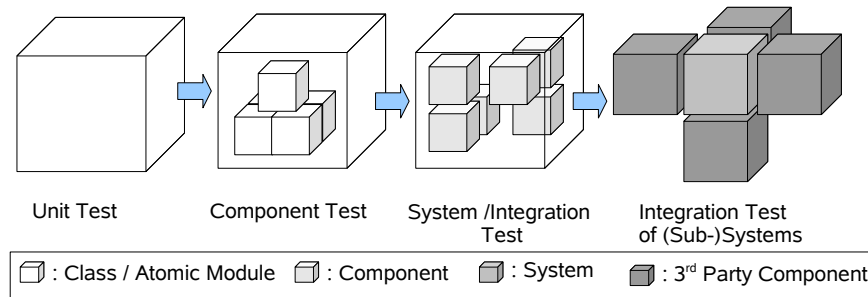 Unit Test
Component Test
System /Integration
Test
Integration Test
of (Sub-)Systems
: Class / Atomic Module
: Component
: System
: 3rd Party Component